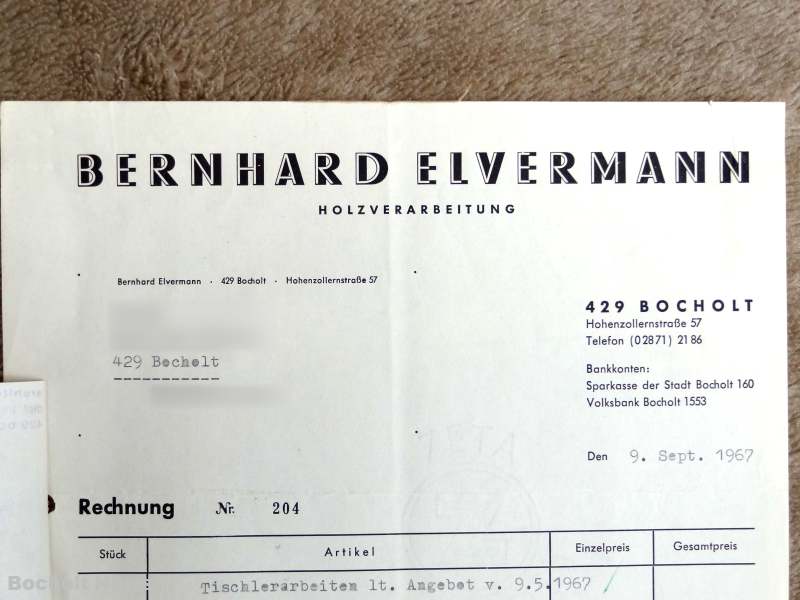 BERNHARD ELVERMANN
HOLZVERARBEITUNG
Bernhard Elvermann · 429 Bocholt · Hohenzollernstraße 57
429 Bocholt
429 BOCHOLT
Hohenzollernstraße 57
Telefon (02871) 2186
Bankkonten:
Sparkasse der Stadt Bocholt 160
Volksbank Bocholt 1553
Den 9. Sept. 1967
Rechnung Nr. 204
Stück Artikel Einzelpreis Gesamtpreis
Tischlerarbeiten lt. Angebot v. 9.5.1967